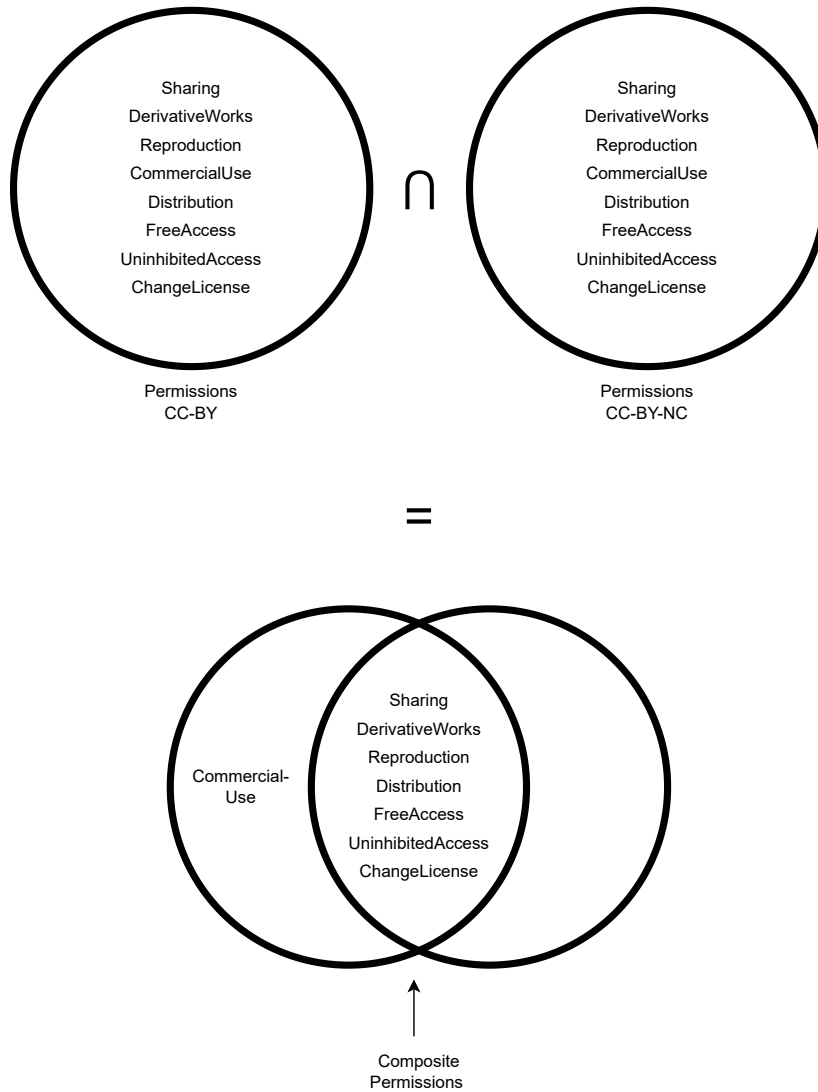 Sharing
DerivativeWorks
Reproduction
CommercialUse
Distribution
FreeAccess
UninhibitedAccess
ChangeLicense
Permissions
CC-BY
∩
Sharing
DerivativeWorks
Reproduction
CommercialUse
Distribution
FreeAccess
UninhibitedAccess
ChangeLicense
Permissions
CC-BY-NC
=
Commercial-
Use
Sharing
DerivativeWorks
Reproduction
Distribution
FreeAccess
UninhibitedAccess
ChangeLicense
Composite
Permissions